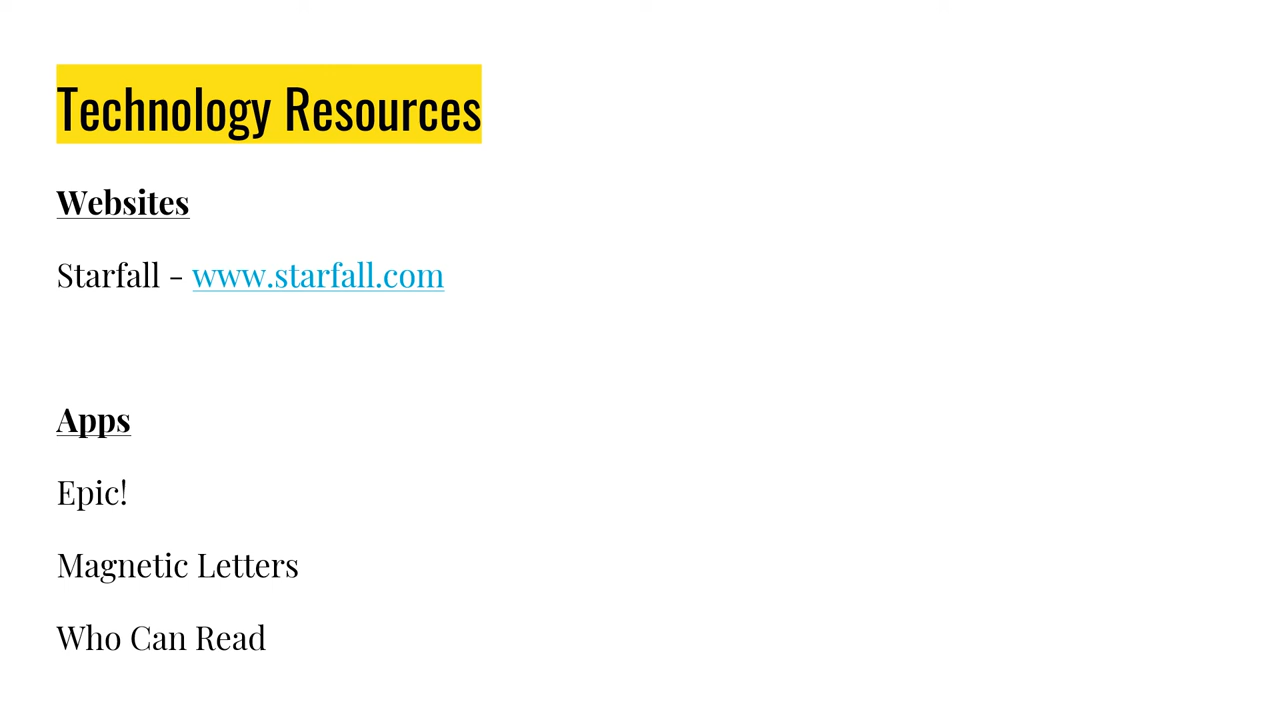 Technology Resources
Websites
Starfall - www.starfall.com
Apps
Epic!
Magnetic Letters
Who Can Read